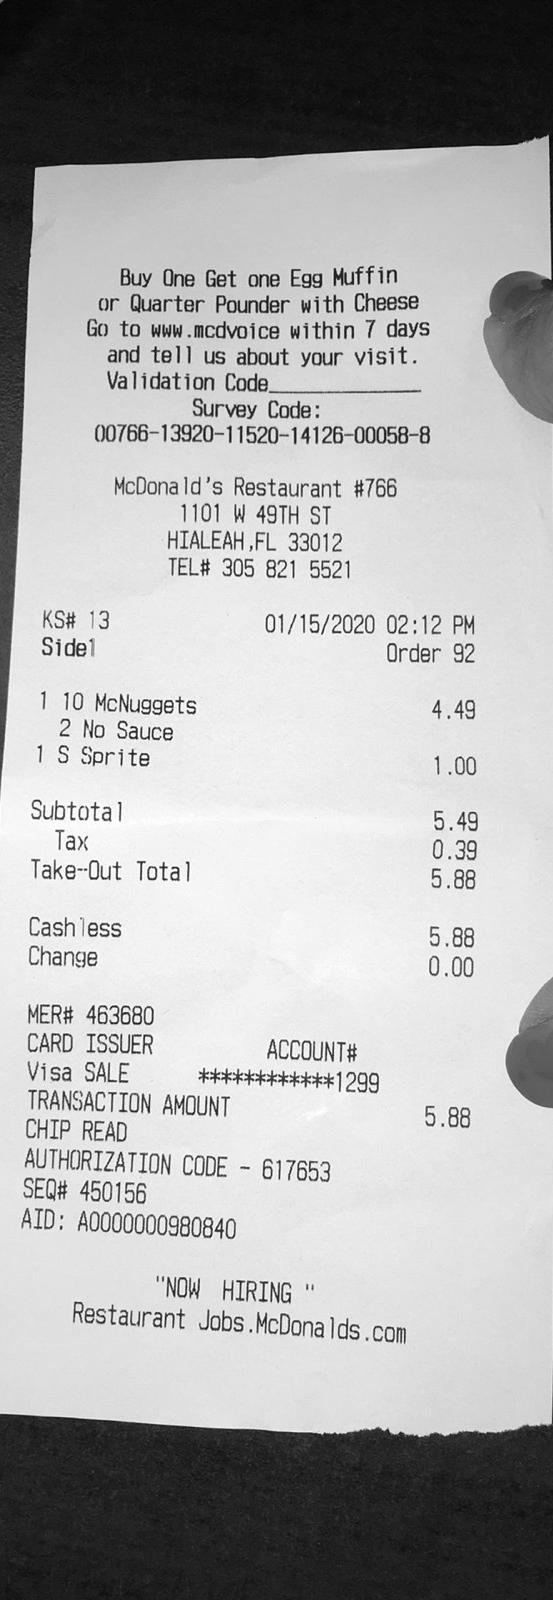 Buy One Get one Egg Muffin
or Quarter Pounder with Cheese
Go to www.mcdvoice within 7 days
and tell us about your visit.
Validation Code____________
Survey Code:
00766-13920-11520-14126-00058-8
McDonald's Restaurant #766
1101 W 49TH ST
HIALEAH,FL 33012
TEL# 305 821 5521
KS# 13 01/15/2020 02:12 PM
Side1 Order 92
1 10 McNuggets 4.49
2 No Sauce
1 S Sprite 1.00
Subtotal 5.49
Tax 0.39
Take-Out Total 5.88
Cashless 5.88
Change 0.00
MER# 463680
CARD ISSUER ACCOUNT#
Visa SALE ************1299
TRANSACTION AMOUNT 5.88
CHIP READ
AUTHORIZATION CODE - 617653
SEQ# 450156
AID: A0000000980840
"NOW HIRING "
Restaurant Jobs.McDonalds.com